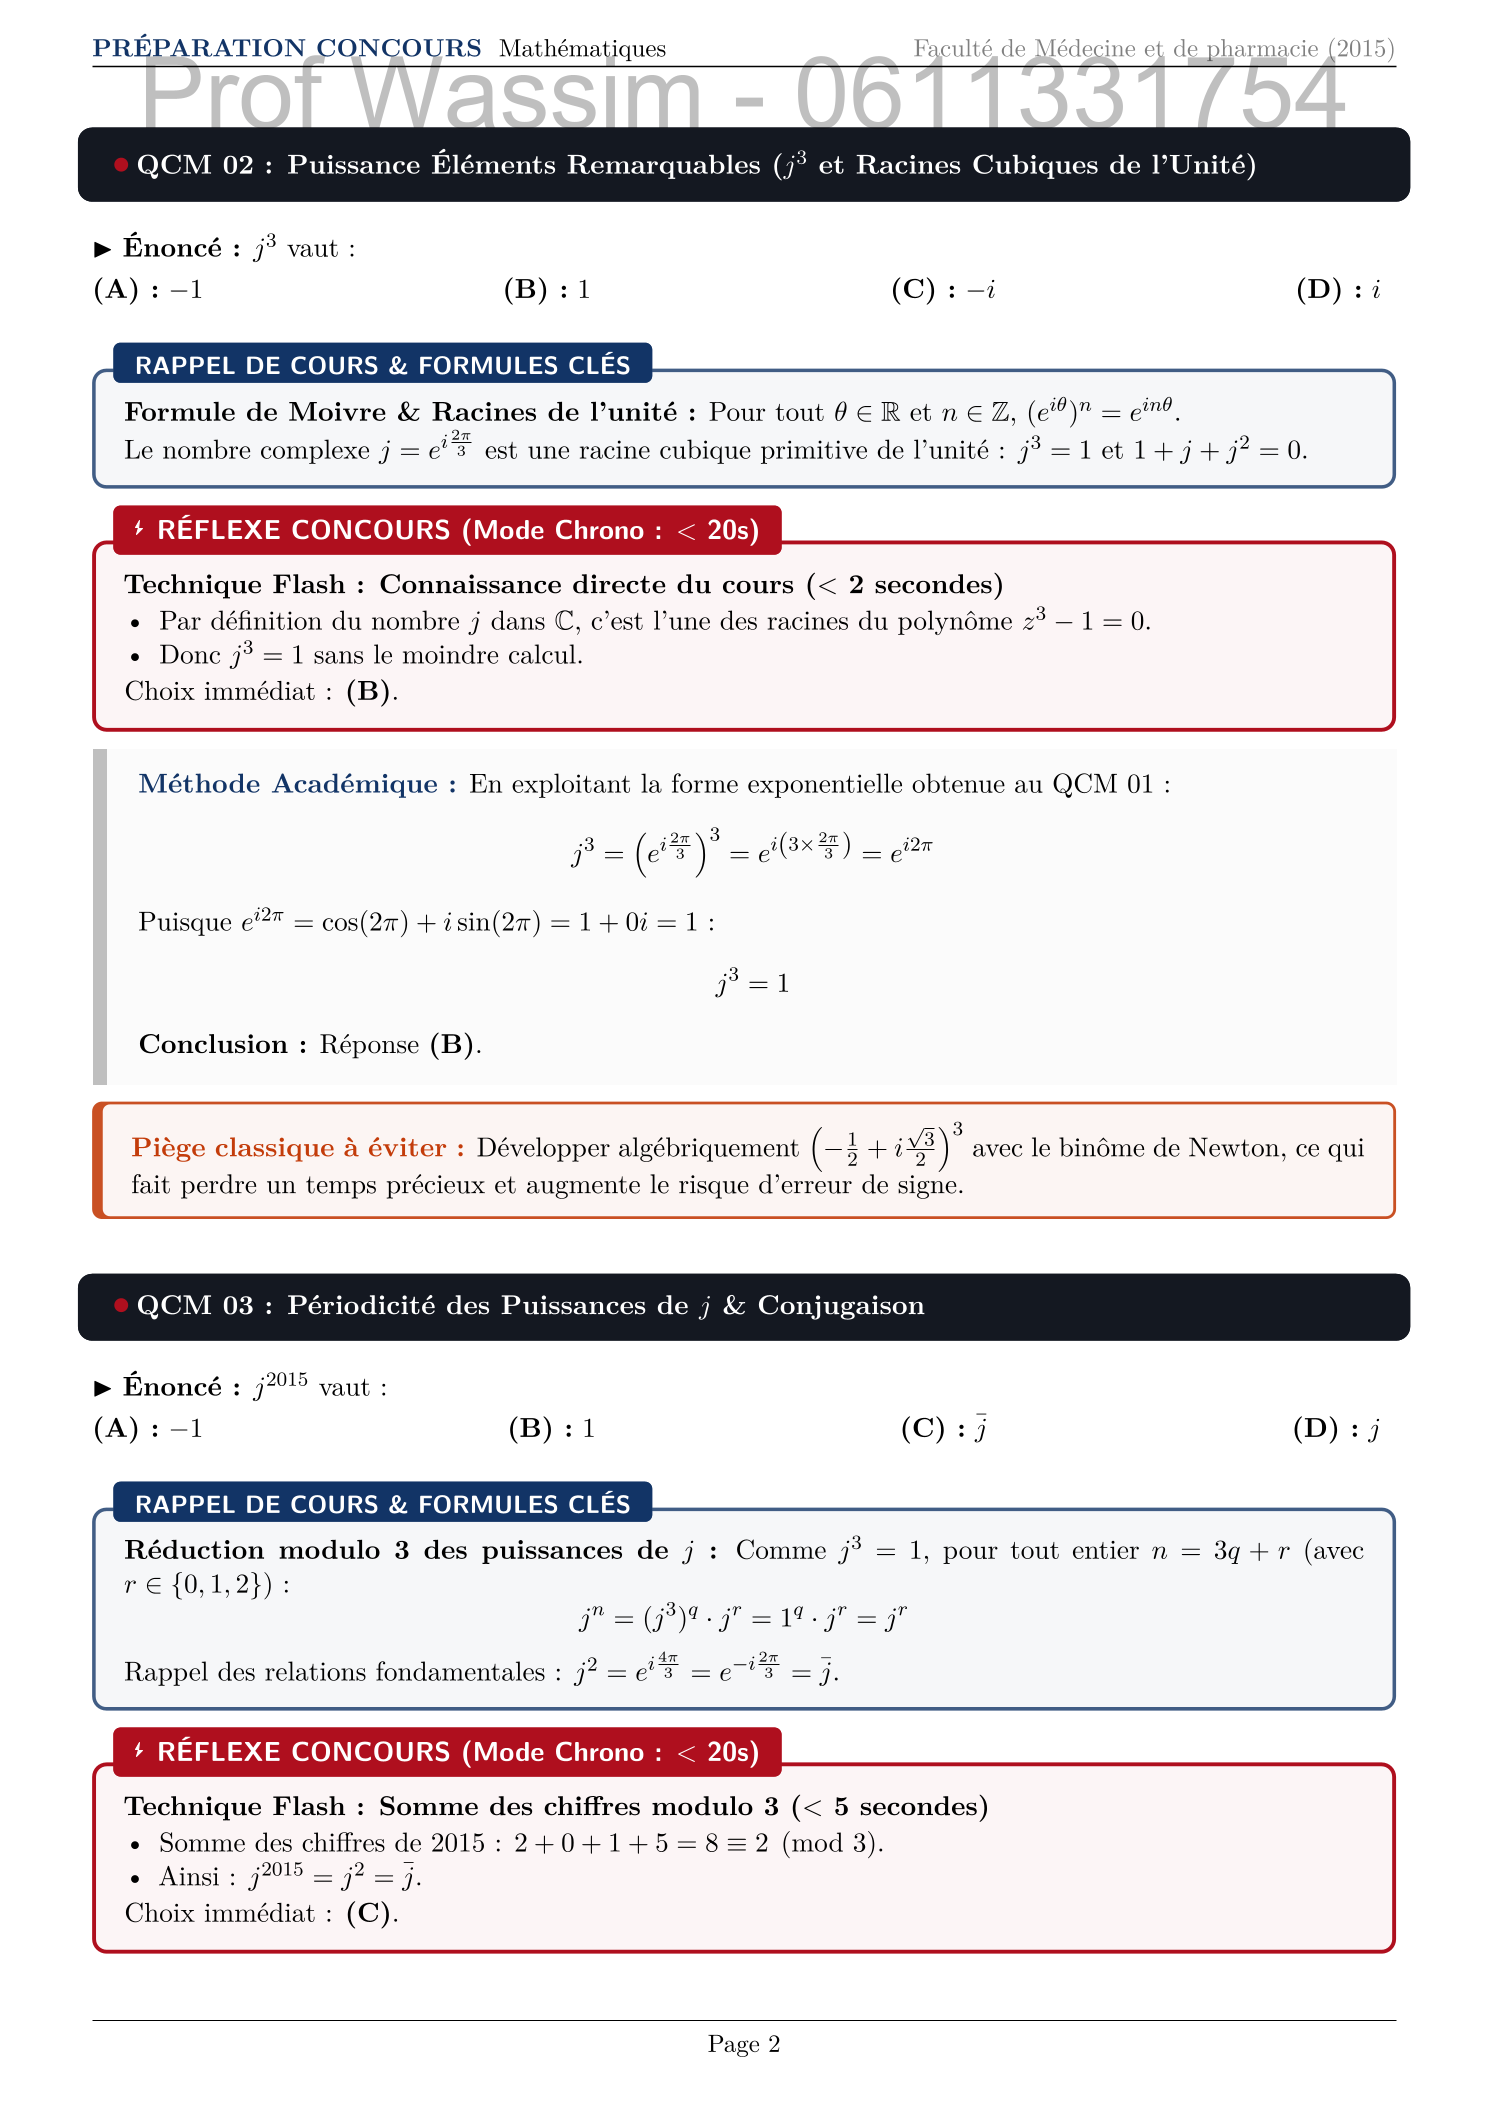 PRÉPARATION CONCOURS Mathématiques Faculté de Médecine et de pharmacie (2015)
Prof Wassim - 0611331754
QCM 02 : Puissance Éléments Remarquables (j³ et Racines Cubiques de l'Unité)
▶ Énoncé : j³ vaut :
(A) : −1 (B) : 1 (C) : −i (D) : i
RAPPEL DE COURS & FORMULES CLÉS
Formule de Moivre & Racines de l'unité : Pour tout θ ∈ ℝ et n ∈ ℤ, (e^{iθ})^n = e^{inθ}.
Le nombre complexe j = e^{i\frac{2π}{3}} est une racine cubique primitive de l'unité : j³ = 1 et 1 + j + j² = 0.
RÉFLEXE CONCOURS (Mode Chrono : < 20s)
Technique Flash : Connaissance directe du cours (< 2 secondes)
• Par définition du nombre j dans ℂ, c'est l'une des racines du polynôme z³ − 1 = 0.
• Donc j³ = 1 sans le moindre calcul.
Choix immédiat : (B).
Méthode Académique : En exploitant la forme exponentielle obtenue au QCM 01 :
j³ = (e^{i\frac{2π}{3}})³ = e^{i(3×\frac{2π}{3})} = e^{i2π}
Puisque e^{i2π} = cos(2π) + i sin(2π) = 1 + 0i = 1 :
j³ = 1
Conclusion : Réponse (B).
Piège classique à éviter : Développer algébriquement (−\frac{1}{2} + i\frac{√3}{2})³ avec le binôme de Newton, ce qui
fait perdre un temps précieux et augmente le risque d'erreur de signe.
QCM 03 : Périodicité des Puissances de j & Conjugaison
▶ Énoncé : j^{2015} vaut :
(A) : −1 (B) : 1 (C) : j̄ (D) : j
RAPPEL DE COURS & FORMULES CLÉS
Réduction modulo 3 des puissances de j : Comme j³ = 1, pour tout entier n = 3q + r (avec
r ∈ {0, 1, 2}) :
j^n = (j³)^q · j^r = 1^q · j^r = j^r
Rappel des relations fondamentales : j² = e^{i\frac{4π}{3}} = e^{−i\frac{2π}{3}} = j̄.
RÉFLEXE CONCOURS (Mode Chrono : < 20s)
Technique Flash : Somme des chiffres modulo 3 (< 5 secondes)
• Somme des chiffres de 2015 : 2 + 0 + 1 + 5 = 8 ≡ 2 (mod 3).
• Ainsi : j^{2015} = j² = j̄.
Choix immédiat : (C).
Page 2